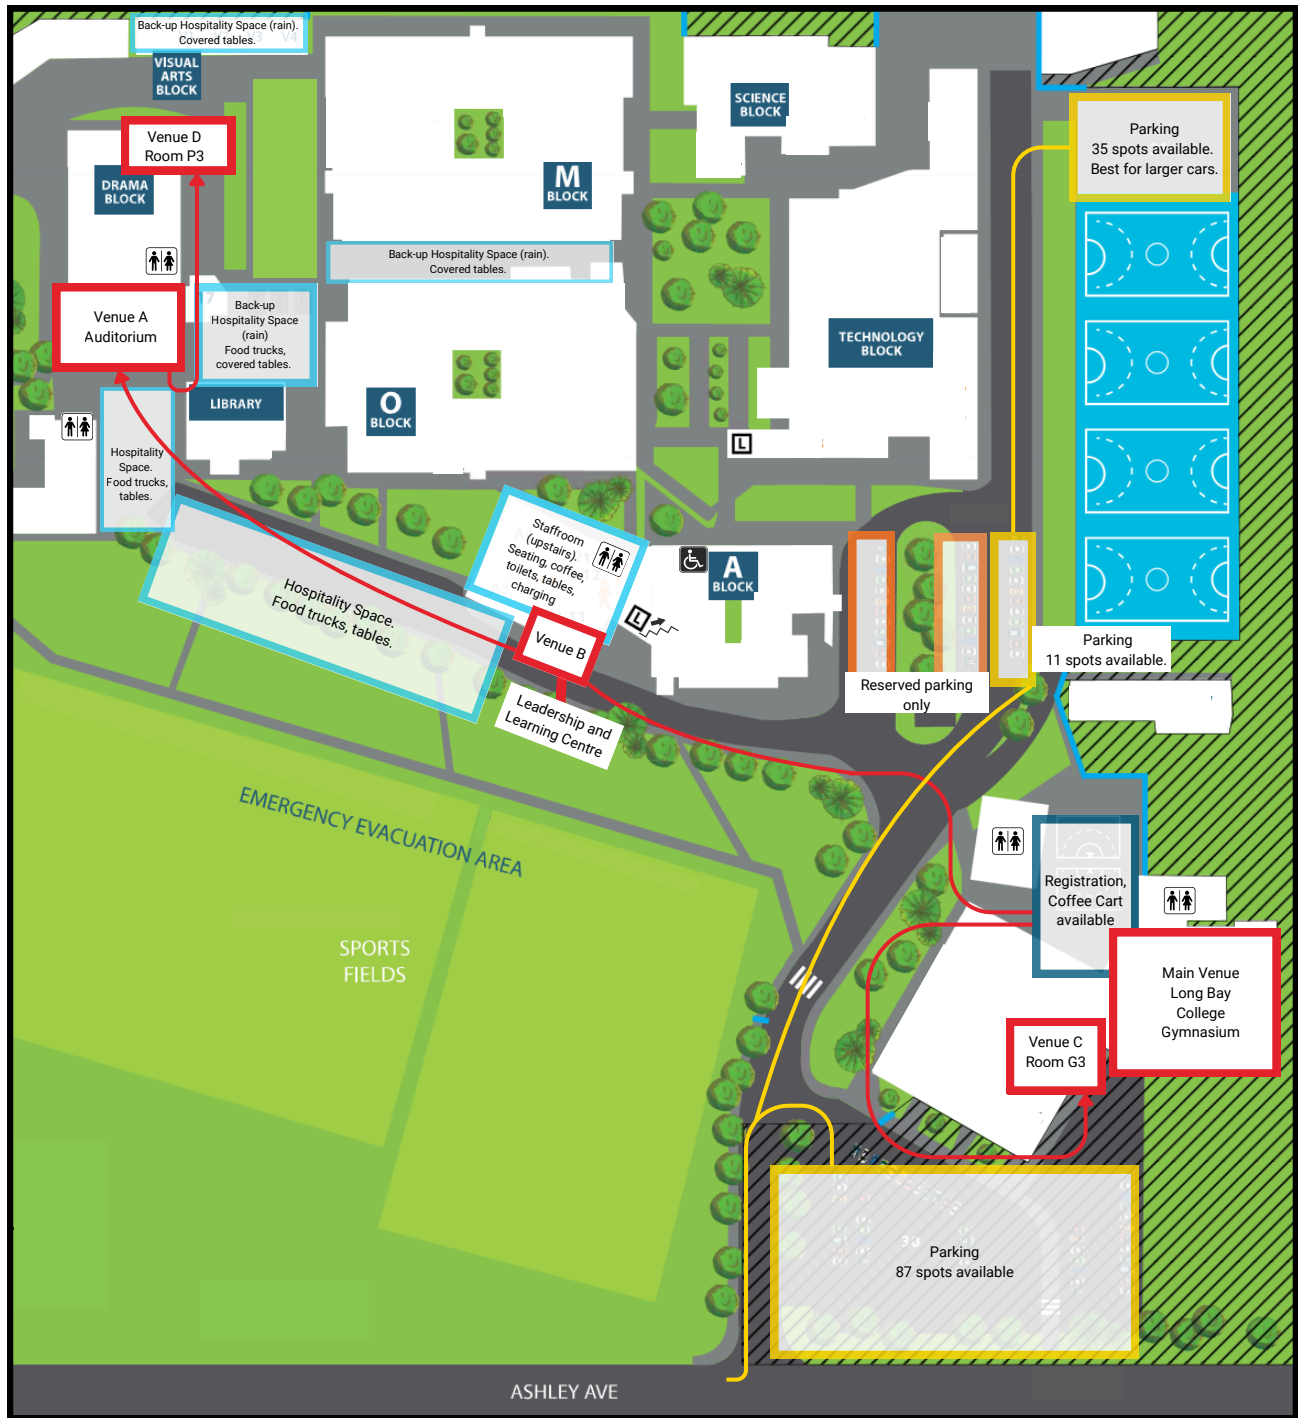 Back-up Hospitality Space (rain).
Covered tables.
V3 V4
VISUAL
ARTS
BLOCK
Venue D
Room P3
DRAMA
BLOCK
SCIENCE
BLOCK
M
BLOCK
Parking
35 spots available.
Best for larger cars.
Back-up Hospitality Space (rain).
Covered tables.
Venue A
Auditorium
17
Back-up
Hospitality Space
(rain)
Food trucks,
covered tables.
TECHNOLOGY
BLOCK
LIBRARY
O
BLOCK
L
Hospitality
Space.
Food trucks,
tables.
Staffroom
(upstairs).
Seating, coffee,
toilets, tables,
charging
A
BLOCK
Hospitality Space.
Food trucks, tables.
L
Venue B
Parking
11 spots available.
Reserved parking
only
Leadership and
Learning Centre
EMERGENCY EVACUATION AREA
Registration,
Coffee Cart
available
SPORTS
FIELDS
Main Venue
Long Bay
College
Gymnasium
Venue C
Room G3
30
Parking
87 spots available
ASHLEY AVE